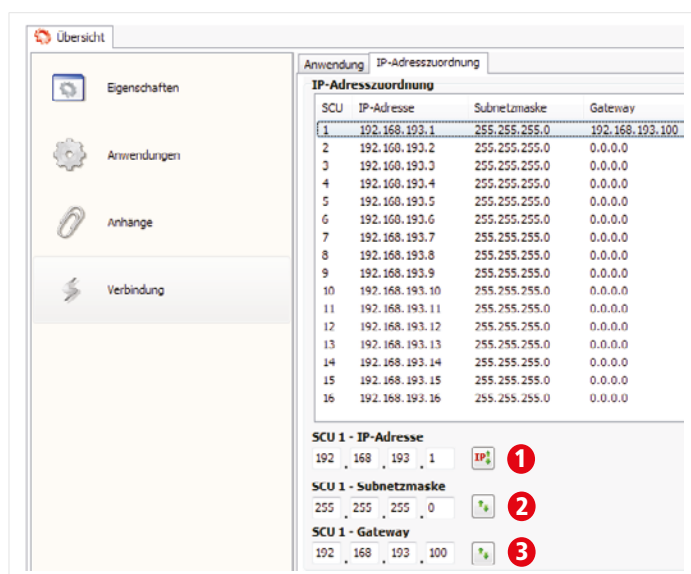 Übersicht
Eigenschaften
Anwendungen
Anhänge
Verbindung
Anwendung IP-Adresszuordnung
IP-Adresszuordnung
SCU IP-Adresse Subnetzmaske Gateway
1 192.168.193.1 255.255.255.0 192.168.193.100
2 192.168.193.2 255.255.255.0 0.0.0.0
3 192.168.193.3 255.255.255.0 0.0.0.0
4 192.168.193.4 255.255.255.0 0.0.0.0
5 192.168.193.5 255.255.255.0 0.0.0.0
6 192.168.193.6 255.255.255.0 0.0.0.0
7 192.168.193.7 255.255.255.0 0.0.0.0
8 192.168.193.8 255.255.255.0 0.0.0.0
9 192.168.193.9 255.255.255.0 0.0.0.0
10 192.168.193.10 255.255.255.0 0.0.0.0
11 192.168.193.11 255.255.255.0 0.0.0.0
12 192.168.193.12 255.255.255.0 0.0.0.0
13 192.168.193.13 255.255.255.0 0.0.0.0
14 192.168.193.14 255.255.255.0 0.0.0.0
15 192.168.193.15 255.255.255.0 0.0.0.0
16 192.168.193.16 255.255.255.0 0.0.0.0
SCU 1 - IP-Adresse
192 . 168 . 193 . 1 IP 1
SCU 1 - Subnetzmaske
255 . 255 . 255 . 0 2
SCU 1 - Gateway
192 . 168 . 193 . 100 3